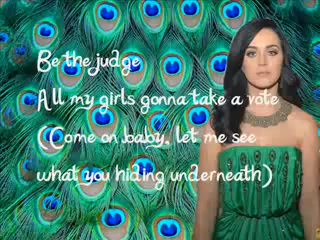 Be the judge
All my girls gonna take a vote
(Come on baby, let me see
what you hiding underneath)